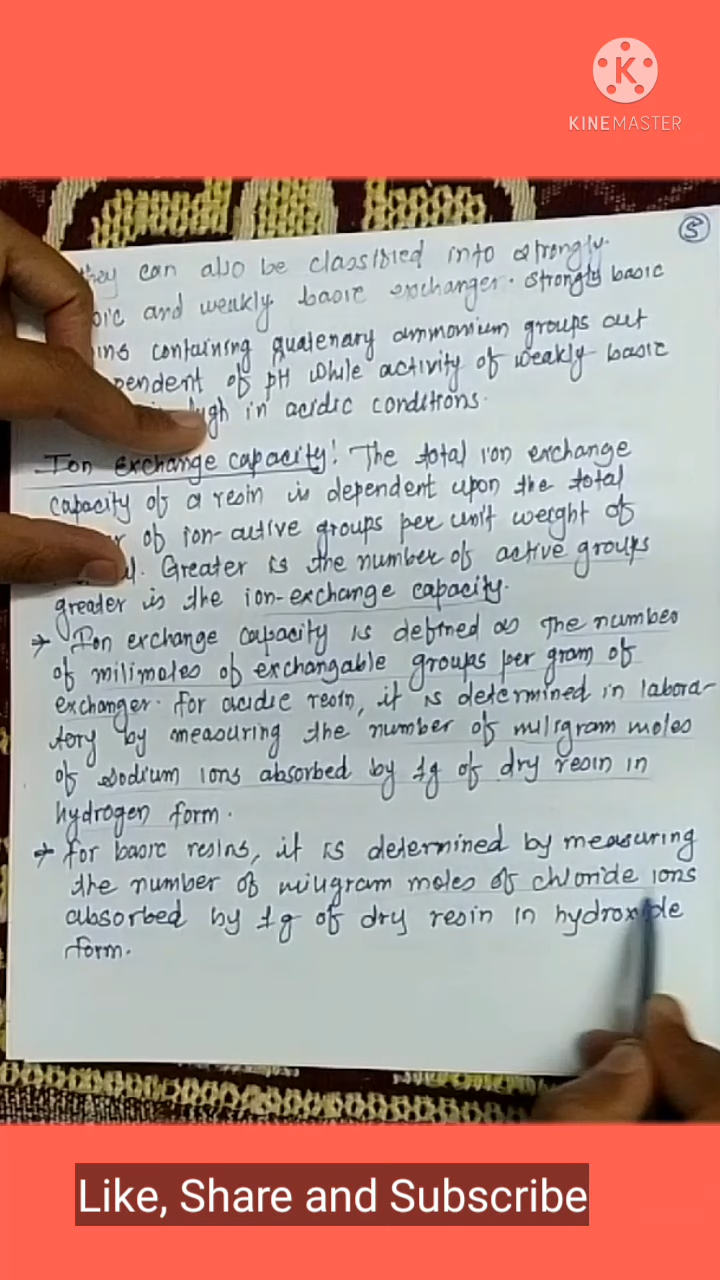 KINEMASTER
5
they can also be classified into strongly
and weakly basic exchanger. Strongly basic
containing quatenary ammonium groups act
of pH while activity of weakly basic
in acidic conditions.
Ion exchange capacity: The total ion exchange
capacity of a resin is dependent upon the total
of ion-active groups per unit weight of
Greater is the number of active groups
greater is the ion-exchange capacity.
→ Ion exchange capacity is defined as the number
of milimoles of exchangable groups per gram of
exchanger. For acidic resin, it is determined in labora-
tory by measuring the number of miligram moles
of sodium ions absorbed by 1g of dry resin in
hydrogen form.
→ for basic resins, it is determined by measuring
the number of miligram moles of chloride ions
absorbed by 1g of dry resin in hydroxide
form.
Like, Share and Subscribe